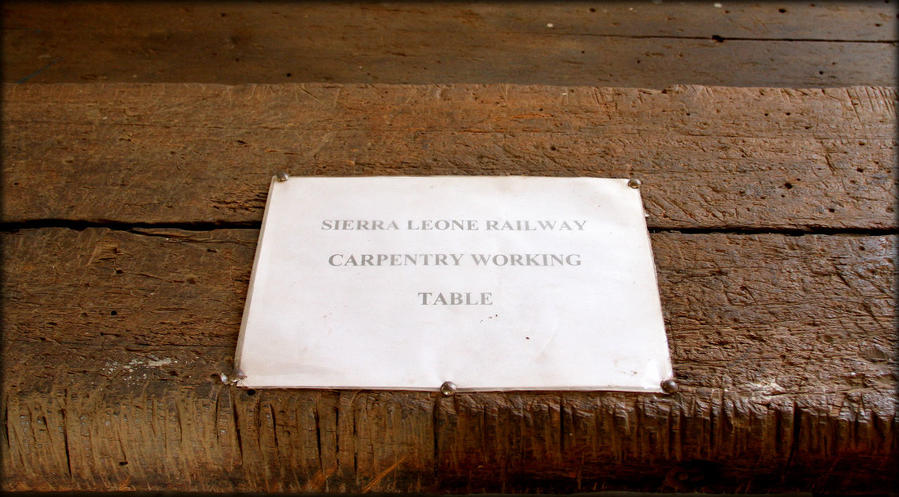 SIERRA LEONE RAILWAY
CARPENTRY WORKING
TABLE